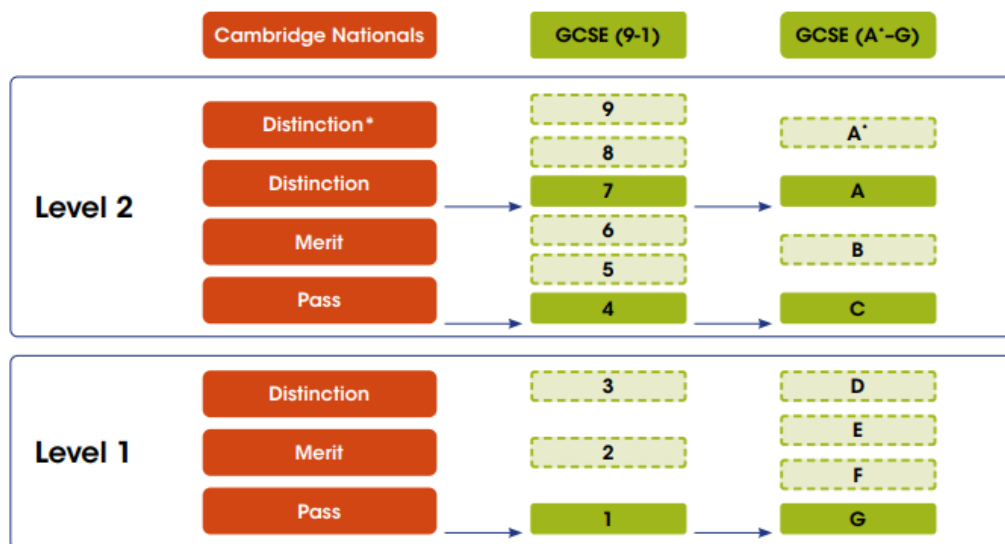 Cambridge Nationals GCSE (9-1) GCSE (A*-G)
Level 2
Distinction*
Distinction
Merit
Pass
9
8
7
6
5
4
A*
A
B
C
Level 1
Distinction
Merit
Pass
3
2
1
D
E
F
G